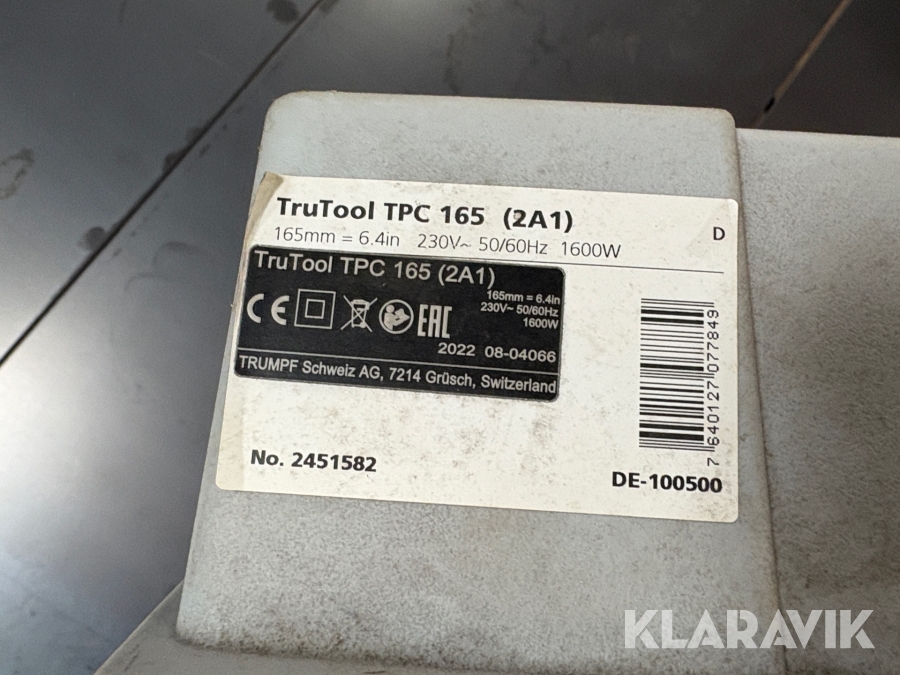 TruTool TPC 165 (2A1)
D
165mm = 6.4in 230V~ 50/60Hz 1600W
TruTool TPC 165 (2A1)
165mm = 6.4in
230V~ 50/60Hz
1600W
CE EAC
2022 08-04066
TRUMPF Schweiz AG, 7214 Grüsch, Switzerland
7 640127 077849
No. 2451582
DE-100500
KLARAVIK